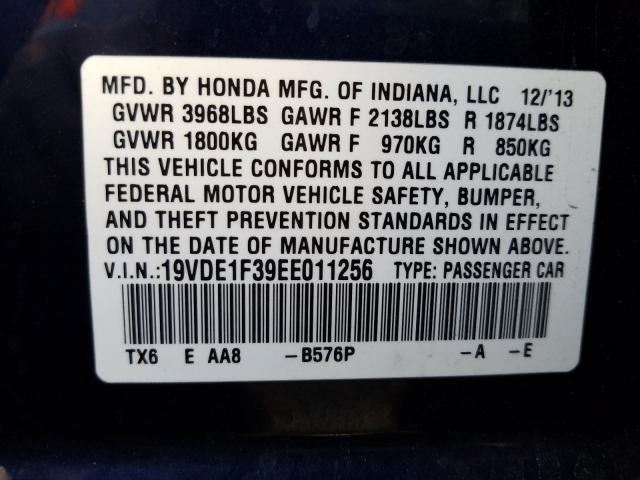 MFD. BY HONDA MFG. OF INDIANA, LLC 12/'13
GVWR 3968LBS GAWR F 2138LBS R 1874LBS
GVWR 1800KG GAWR F 970KG R 850KG
THIS VEHICLE CONFORMS TO ALL APPLICABLE
FEDERAL MOTOR VEHICLE SAFETY, BUMPER,
AND THEFT PREVENTION STANDARDS IN EFFECT
ON THE DATE OF MANUFACTURE SHOWN ABOVE.
V.I.N.:19VDE1F39EE011256 TYPE: PASSENGER CAR
TX6 E AA8 -B576P -A -E